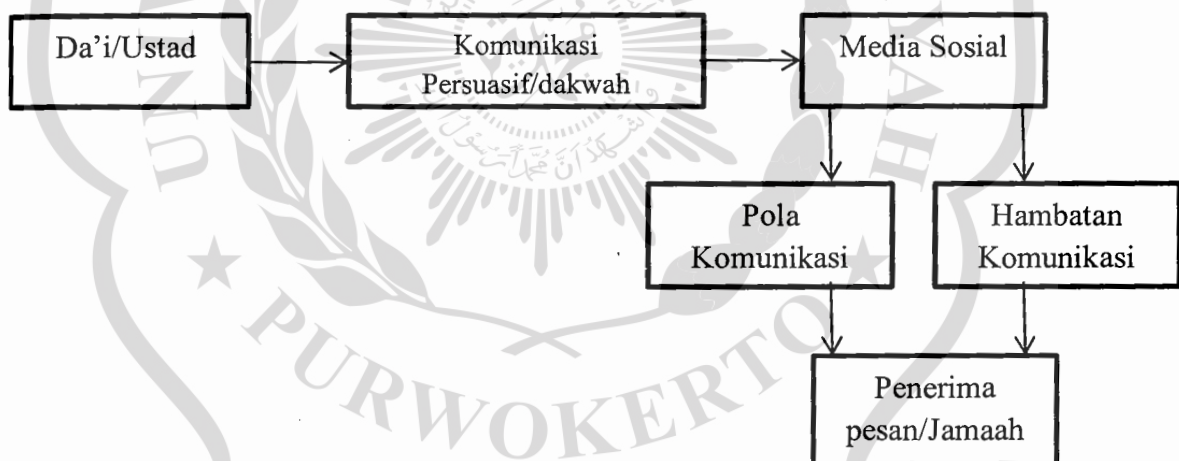 Da'i/Ustad
Komunikasi
Persuasif/dakwah
Media Sosial
Pola
Komunikasi
Hambatan
Komunikasi
Penerima
pesan/Jamaah
PURWOKERTO